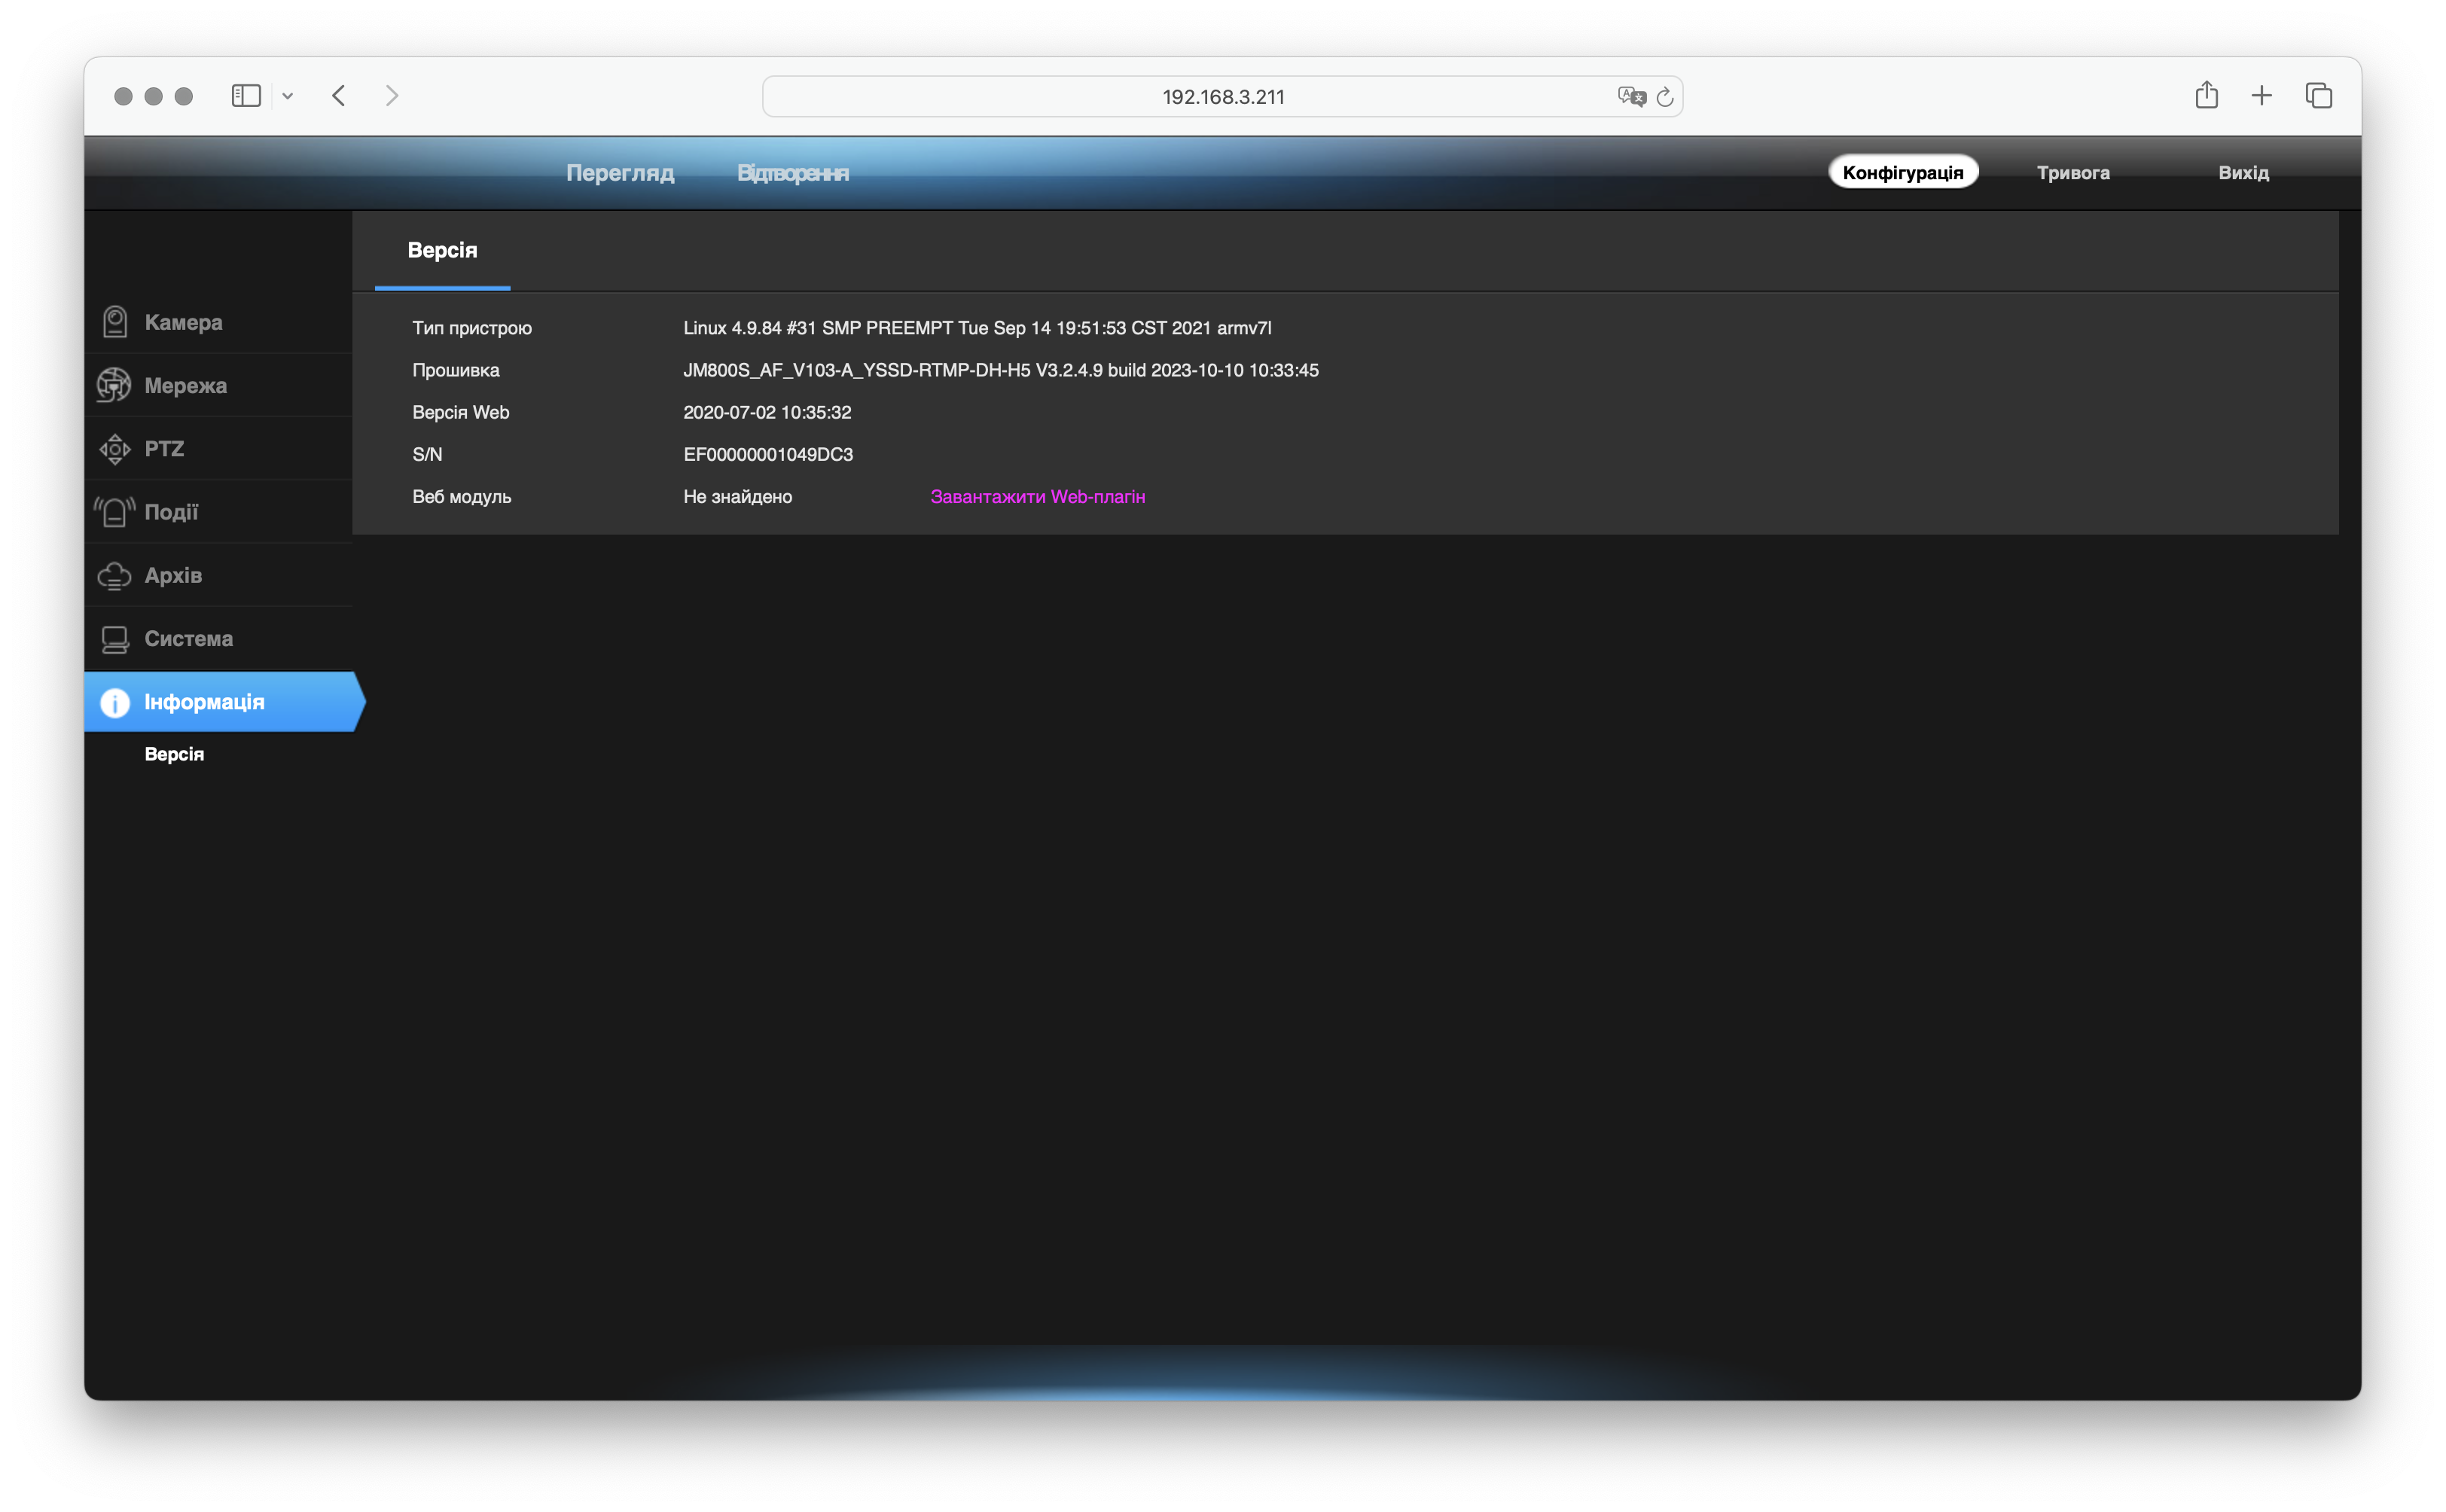 192.168.3.211
Перегляд Відтворення Конфігурація Тривога Вихід
Версія
Камера
Мережа
PTZ
Події
Архів
Система
Інформація
Версія
Тип пристрою Linux 4.9.84 #31 SMP PREEMPT Tue Sep 14 19:51:53 CST 2021 armv7l
Прошивка JM800S_AF_V103-A_YSSD-RTMP-DH-H5 V3.2.4.9 build 2023-10-10 10:33:45
Версія Web 2020-07-02 10:35:32
S/N EF00000001049DC3
Веб модуль Не знайдено Завантажити Web-плагін